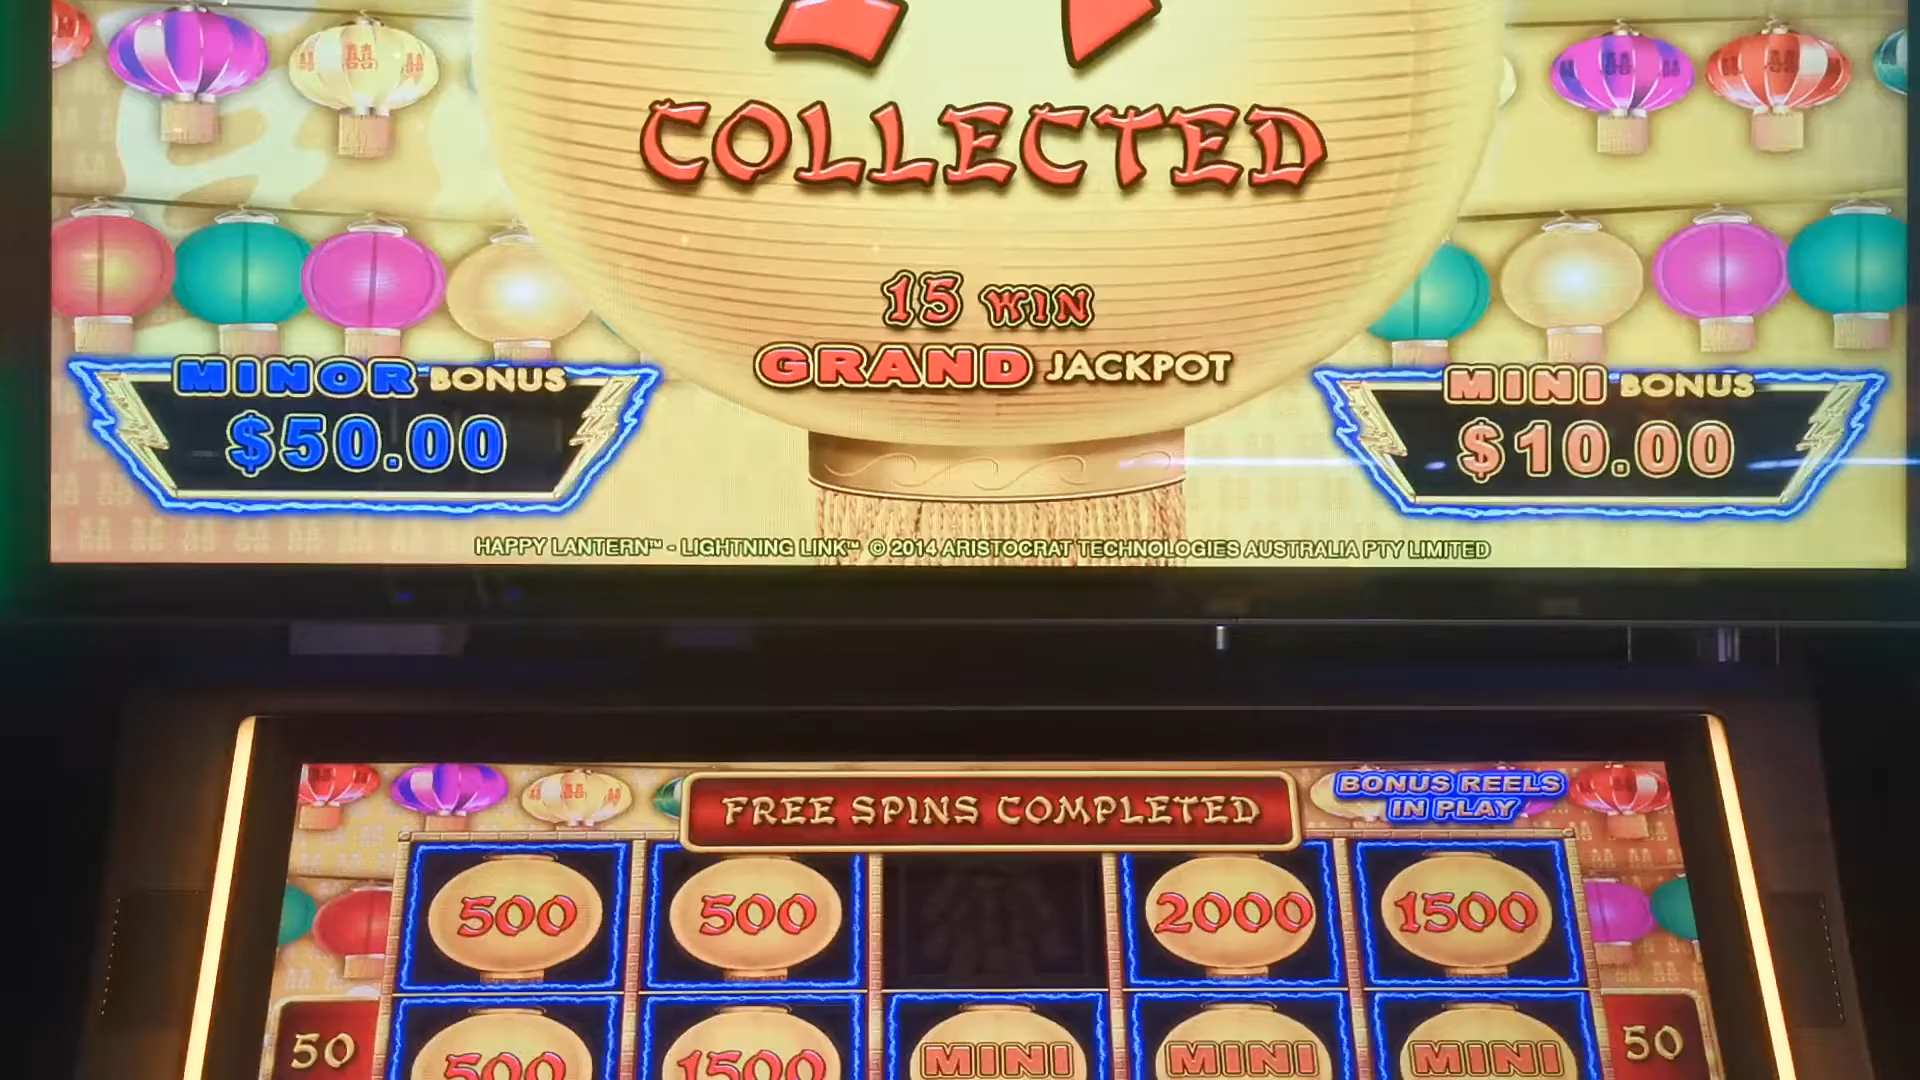 COLLECTED
15 WIN
GRAND JACKPOT
MINOR BONUS
$50.00
MINI BONUS
$10.00
HAPPY LANTERN™ - LIGHTNING LINK™ © 2014 ARISTOCRAT TECHNOLOGIES AUSTRALIA PTY LIMITED
FREE SPINS COMPLETED
BONUS REELS
IN PLAY
500 500 2000 1500
50 500 1500 MINI MINI MINI 50